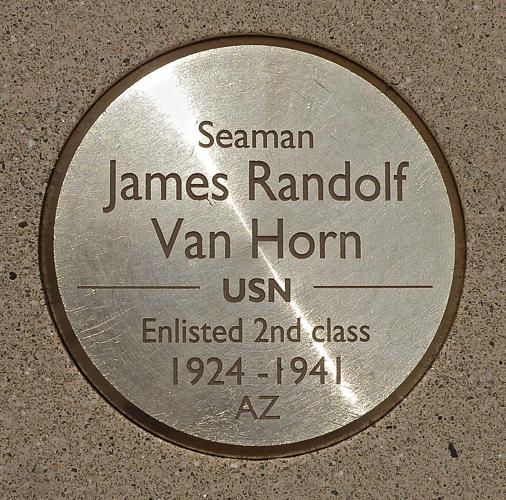 Seaman
James Randolf
Van Horn
USN
Enlisted 2nd class
1924 - 1941
AZ